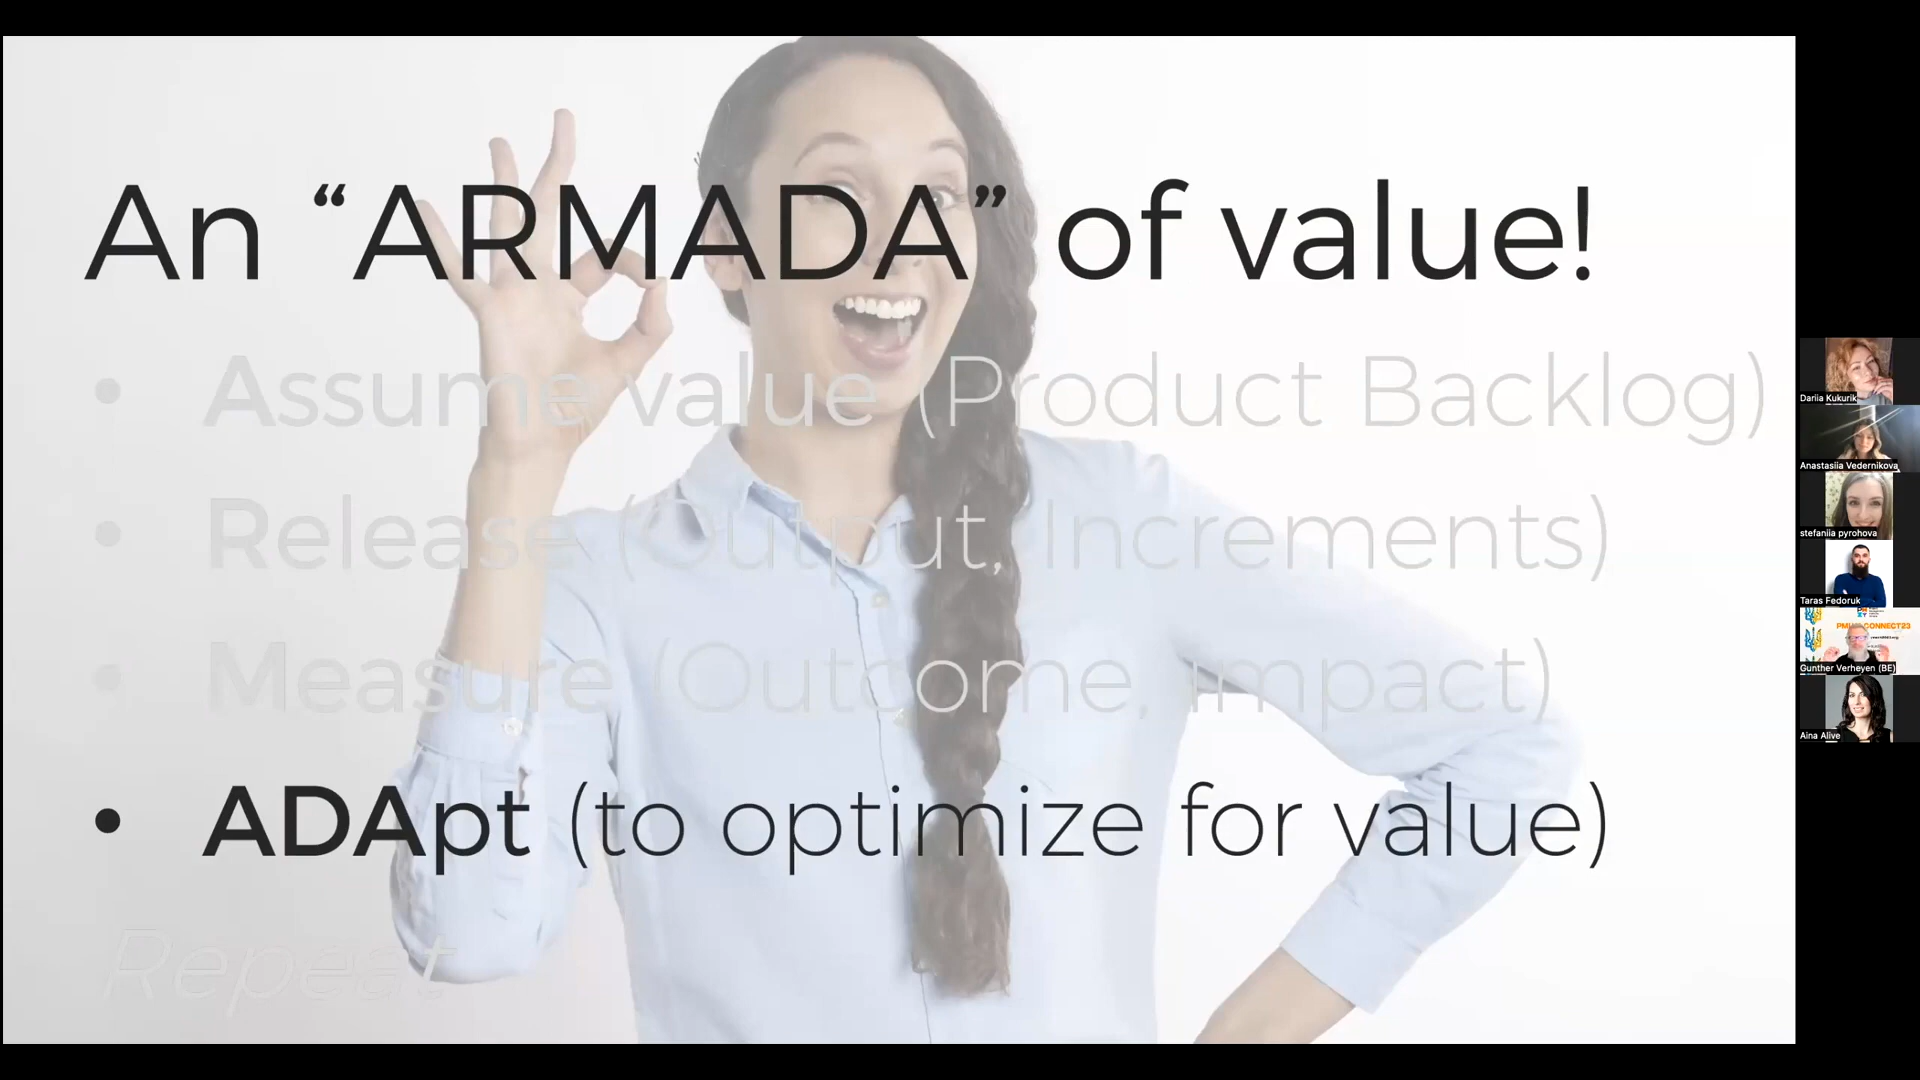 An “ARMADA” of value!
• Assume value (Product Backlog)
• Release (Output, Increments)
• Measure (Outcome, impact)
• ADApt (to optimize for value)
Repeat
Dariia Kukurik
Anastasiia Vedernikova
stefaniia pyrohova
Taras Fedoruk
CONNECT23
Gunther Verheyen (BE)
Aina Alive